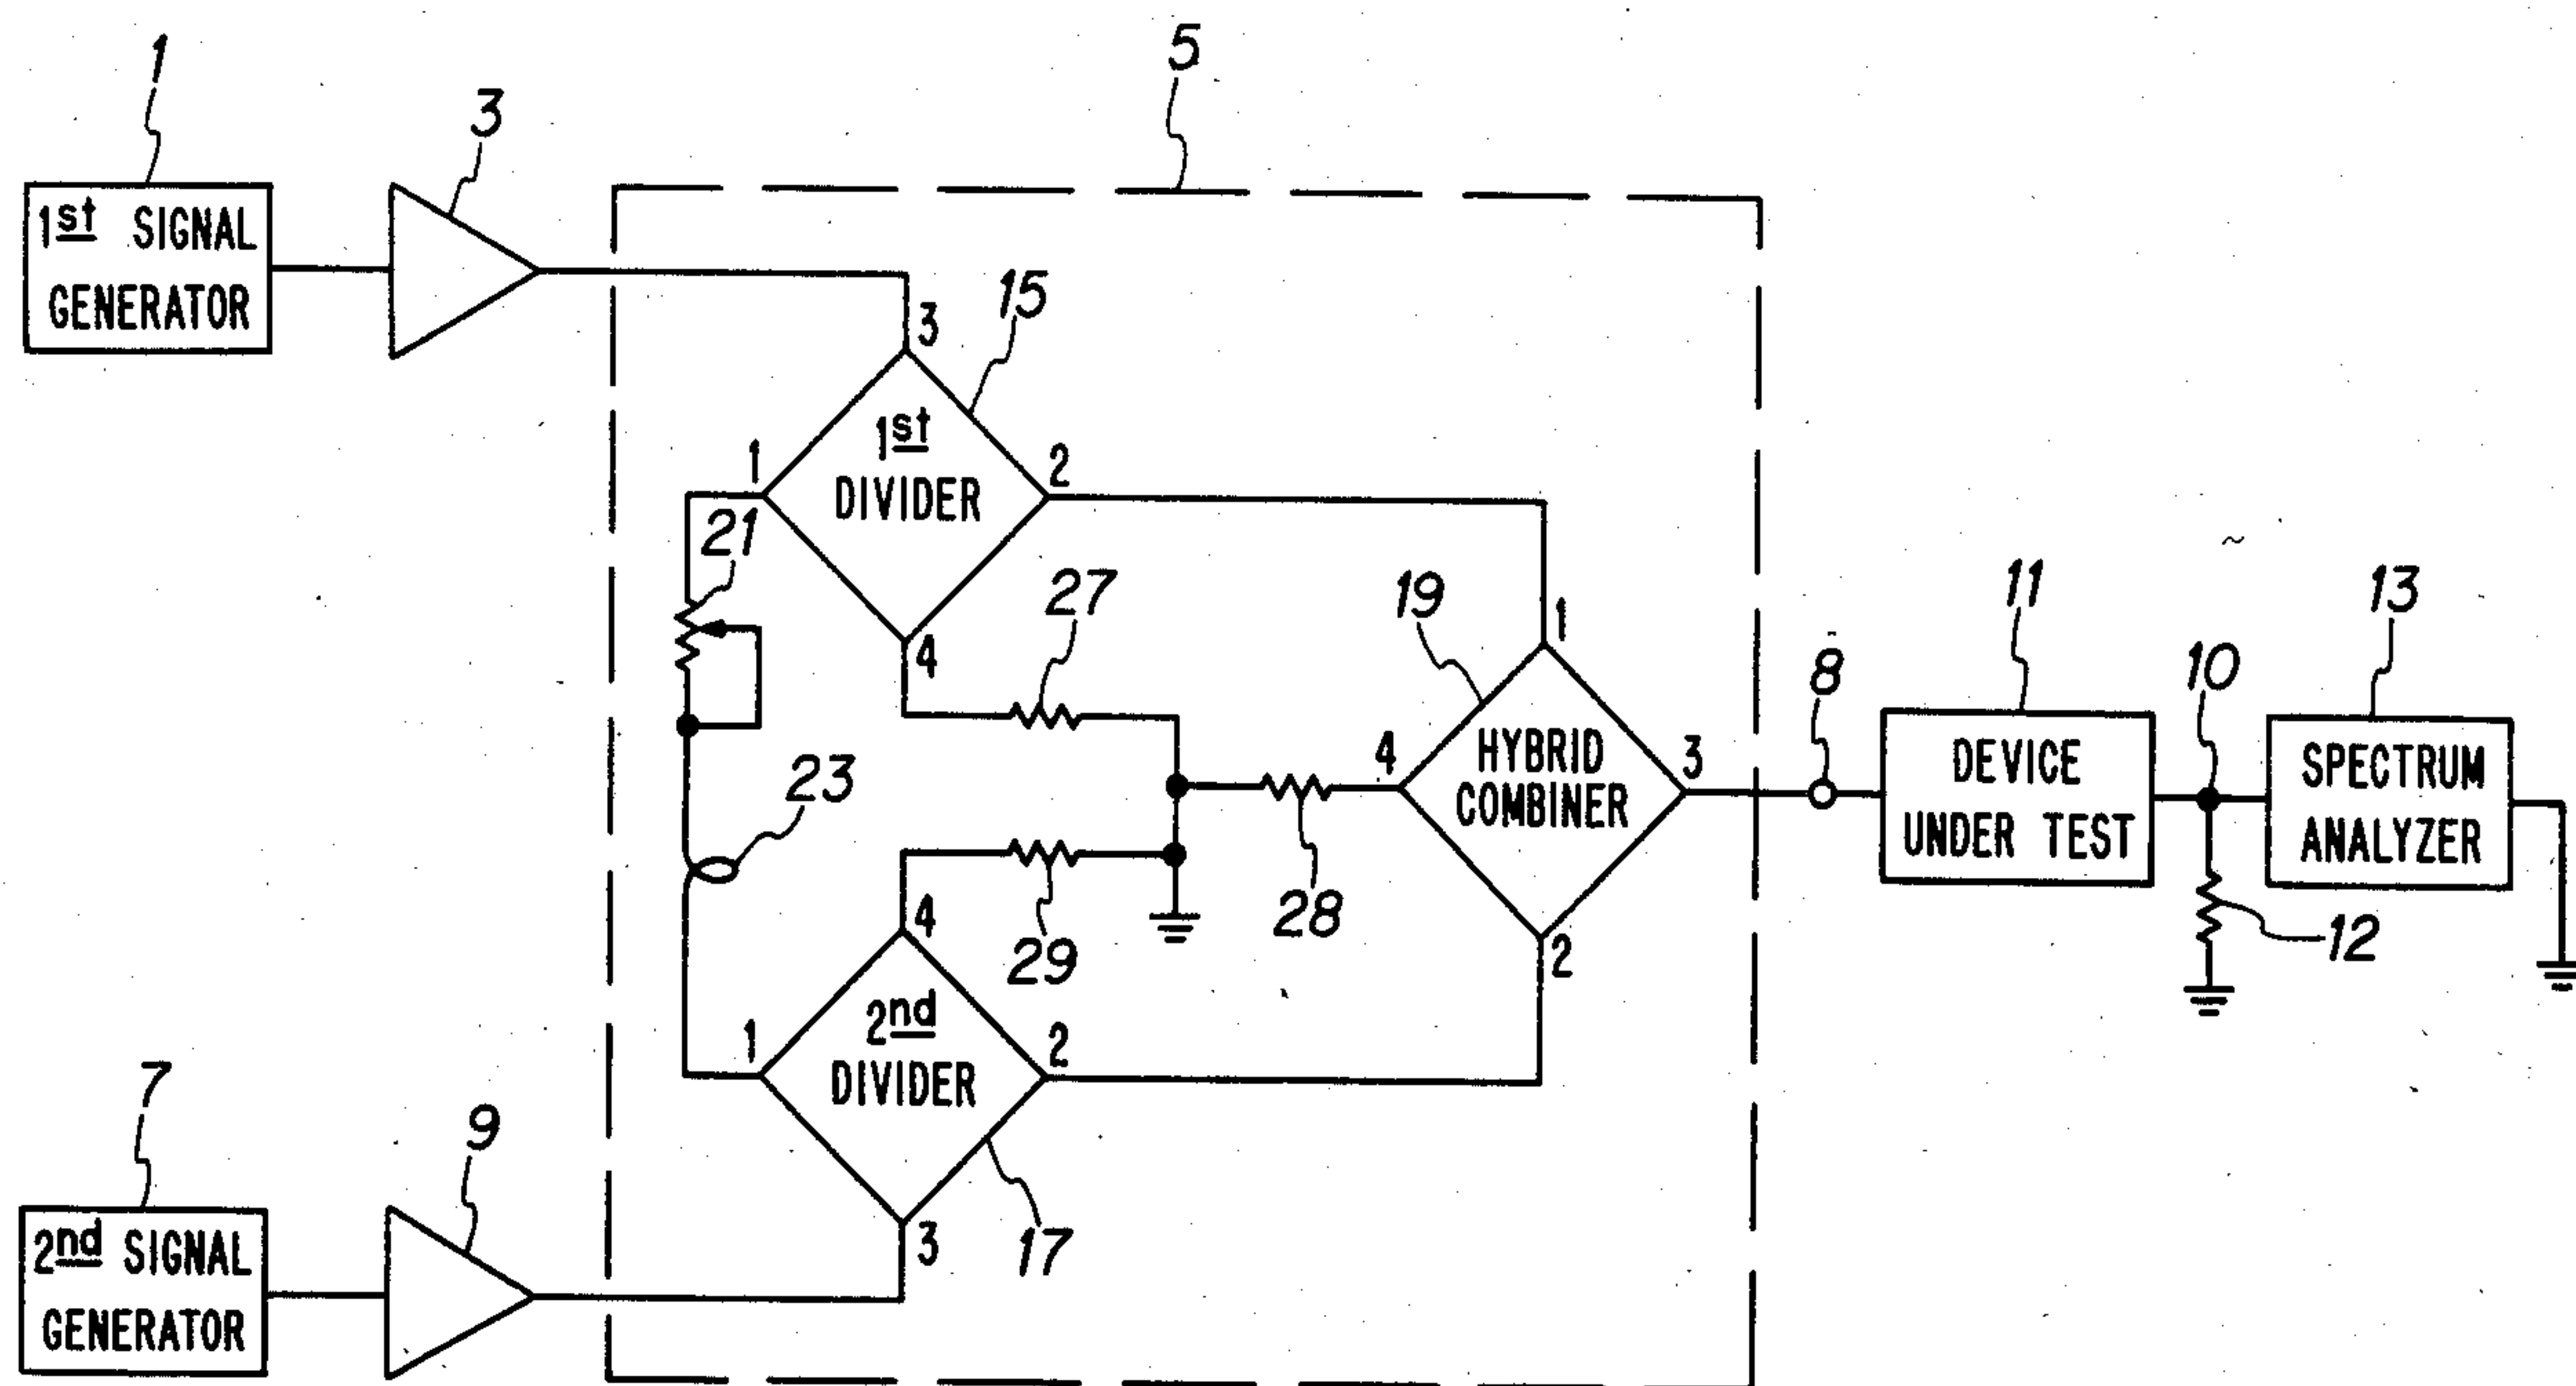 1
5
3
1st SIGNAL
GENERATOR
15
3
1st
DIVIDER
1
2
21
4
27
19
1
11
13
8
10
4
HYBRID
COMBINER
3
DEVICE
UNDER TEST
SPECTRUM
ANALYZER
23
28
12
4
29
2
2nd
DIVIDER
1
2
7
9
3
17
2nd SIGNAL
GENERATOR